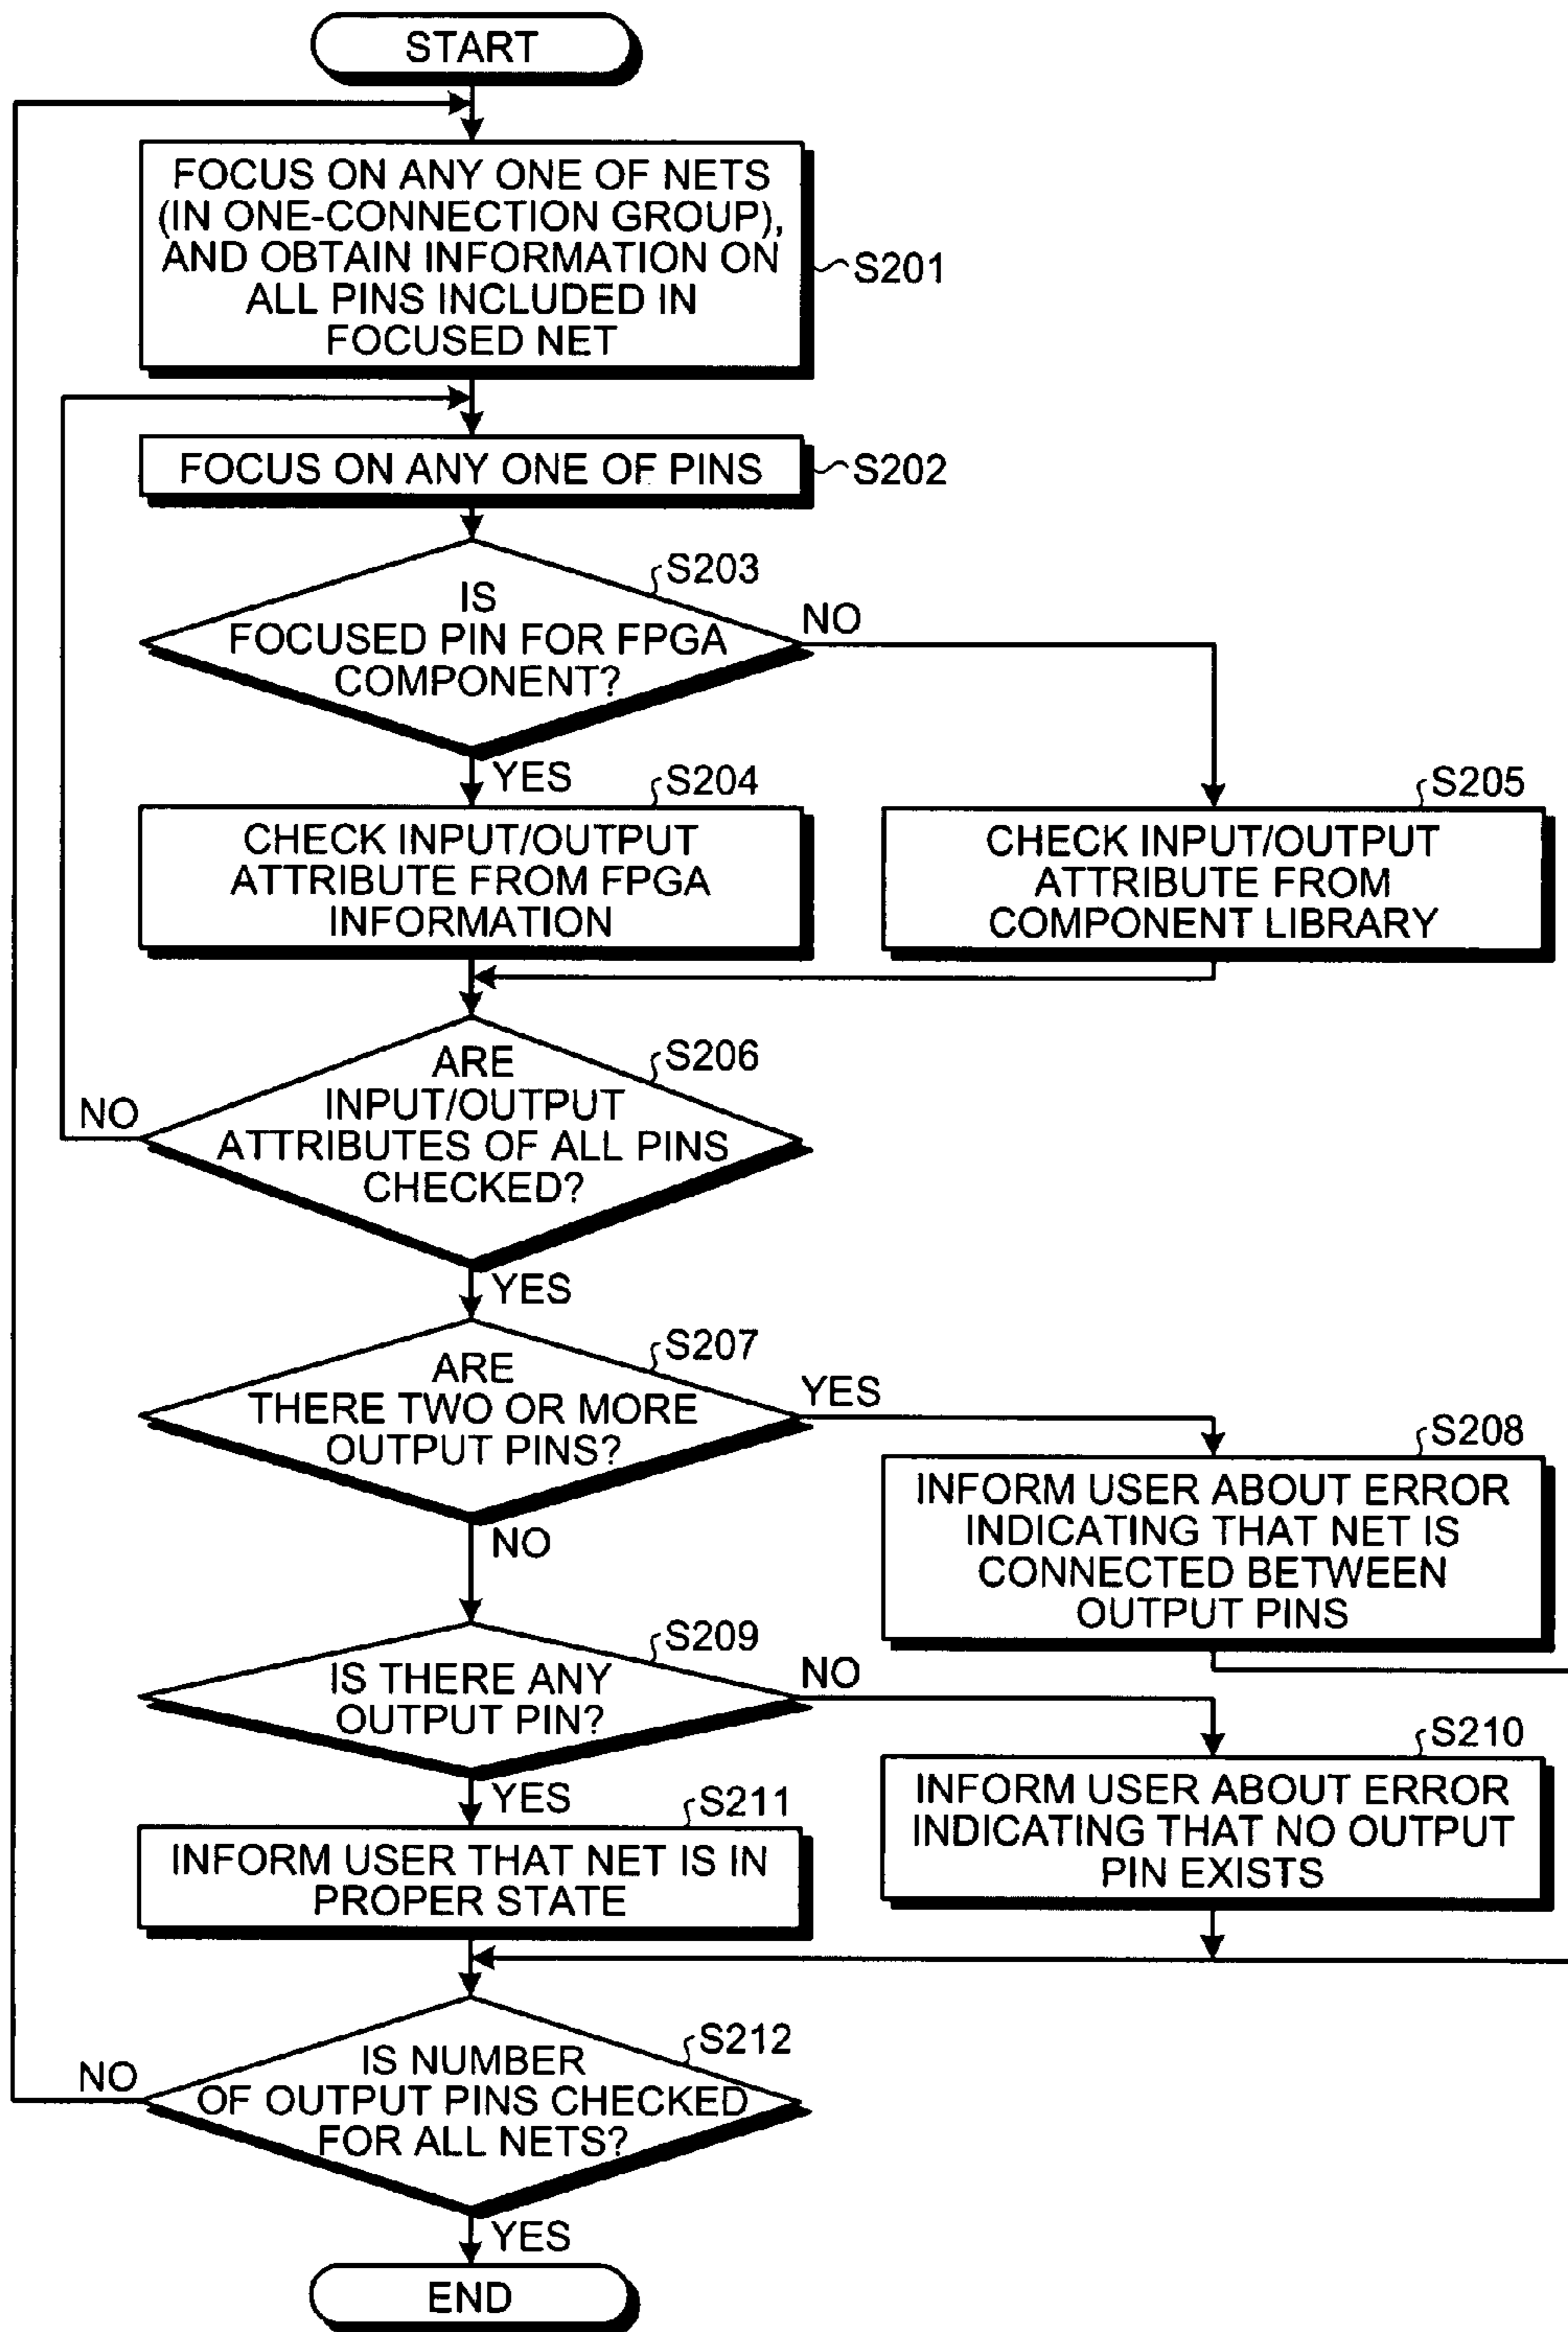 START
FOCUS ON ANY ONE OF NETS
(IN ONE-CONNECTION GROUP),
AND OBTAIN INFORMATION ON
ALL PINS INCLUDED IN
FOCUSED NET
S201
FOCUS ON ANY ONE OF PINS
S202
S203
IS
FOCUSED PIN FOR FPGA
COMPONENT?
NO
YES
S204
CHECK INPUT/OUTPUT
ATTRIBUTE FROM FPGA
INFORMATION
S205
CHECK INPUT/OUTPUT
ATTRIBUTE FROM
COMPONENT LIBRARY
S206
ARE
INPUT/OUTPUT
ATTRIBUTES OF ALL PINS
CHECKED?
NO
YES
S207
ARE
THERE TWO OR MORE
OUTPUT PINS?
YES
NO
S208
INFORM USER ABOUT ERROR
INDICATING THAT NET IS
CONNECTED BETWEEN
OUTPUT PINS
S209
IS THERE ANY
OUTPUT PIN?
NO
YES
S210
INFORM USER ABOUT ERROR
INDICATING THAT NO OUTPUT
PIN EXISTS
S211
INFORM USER THAT NET IS IN
PROPER STATE
S212
IS NUMBER
OF OUTPUT PINS CHECKED
FOR ALL NETS?
NO
YES
END